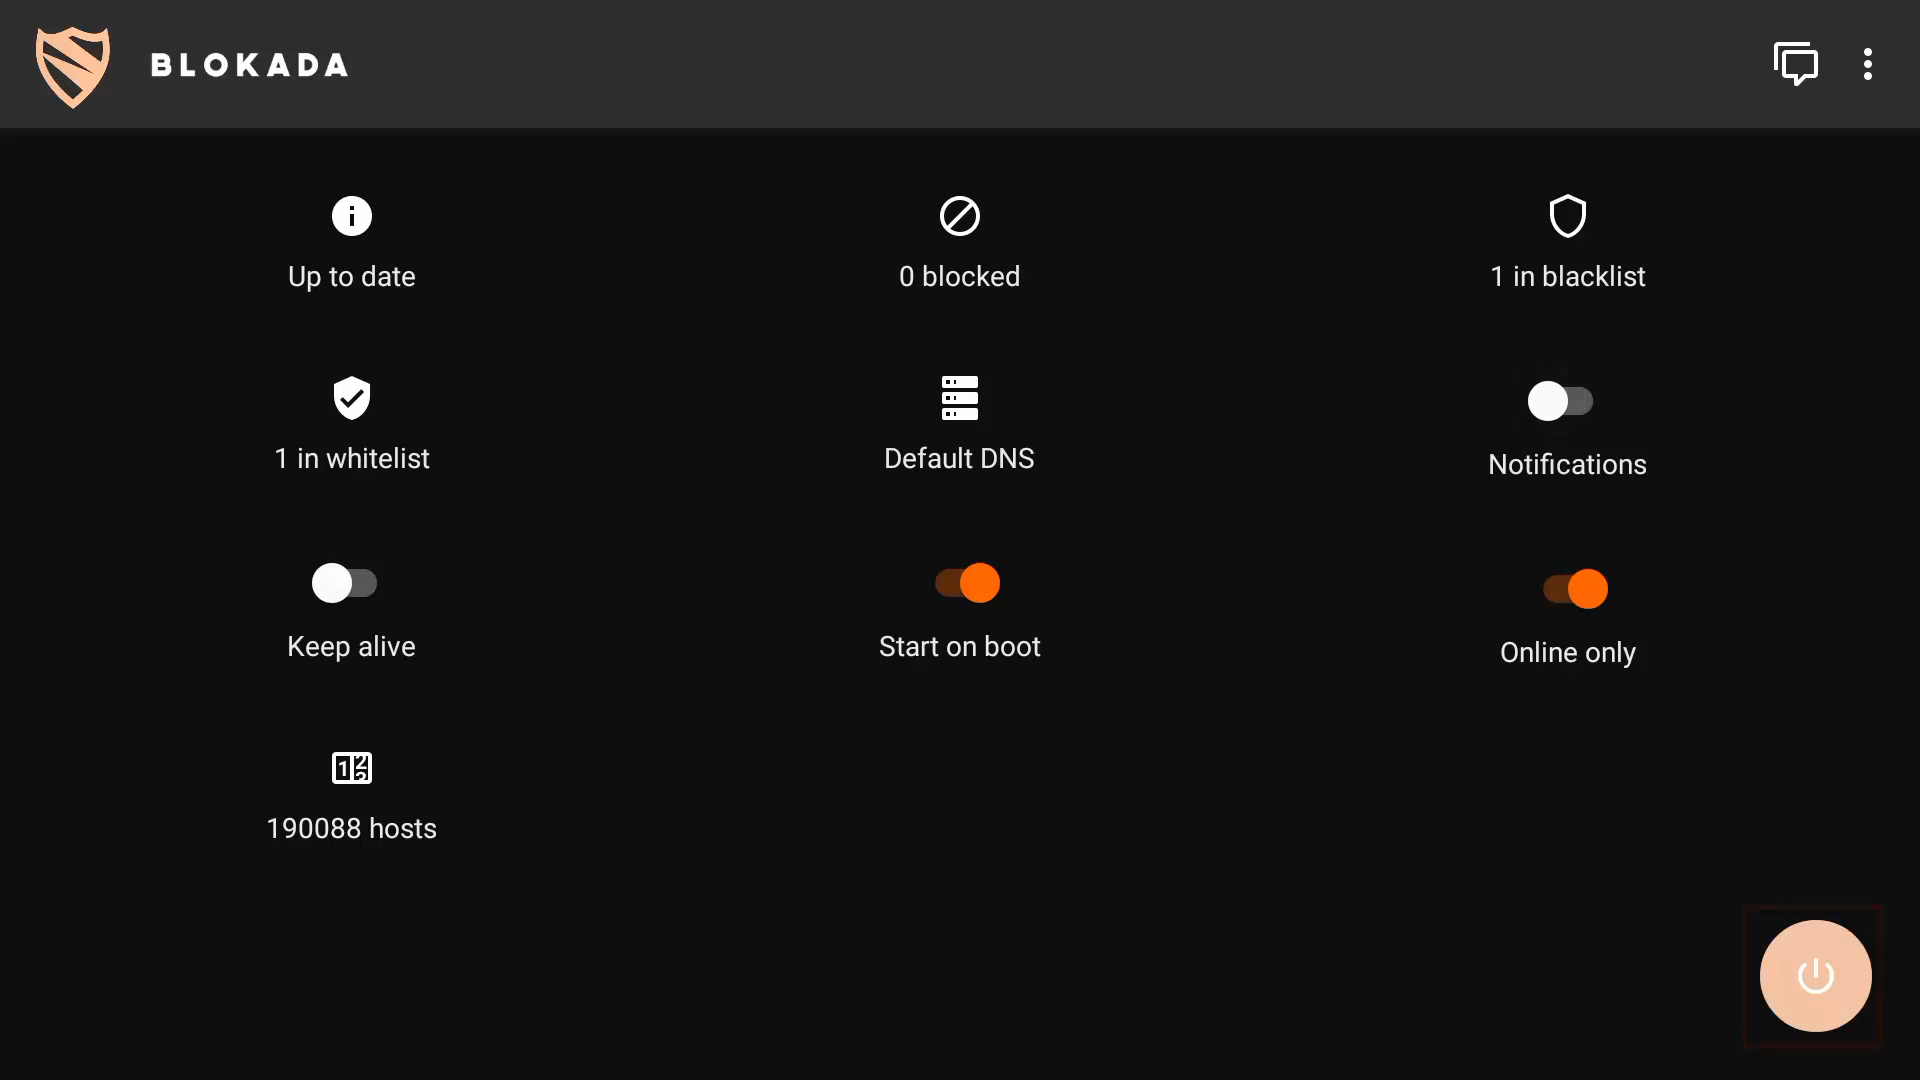 BLOKADA
Up to date
0 blocked
1 in blacklist
1 in whitelist
Default DNS
Notifications
Keep alive
Start on boot
Online only
190088 hosts